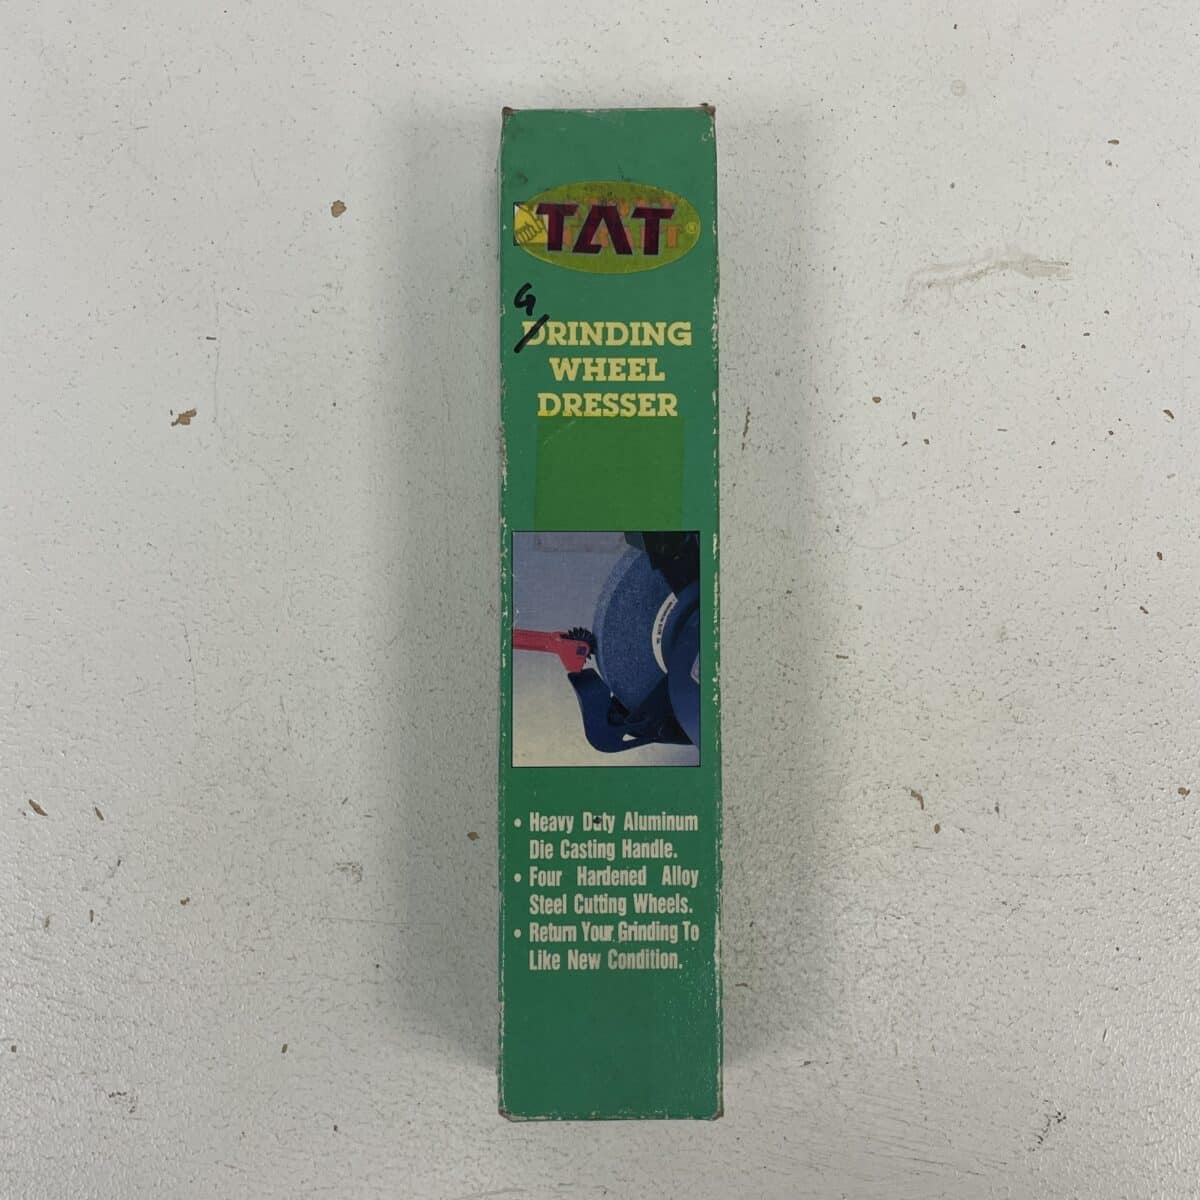 TAT
G
DRINDING
WHEEL
DRESSER
• Heavy Duty Aluminum
Die Casting Handle.
• Four Hardened Alloy
Steel Cutting Wheels.
• Return Your Grinding To
Like New Condition.